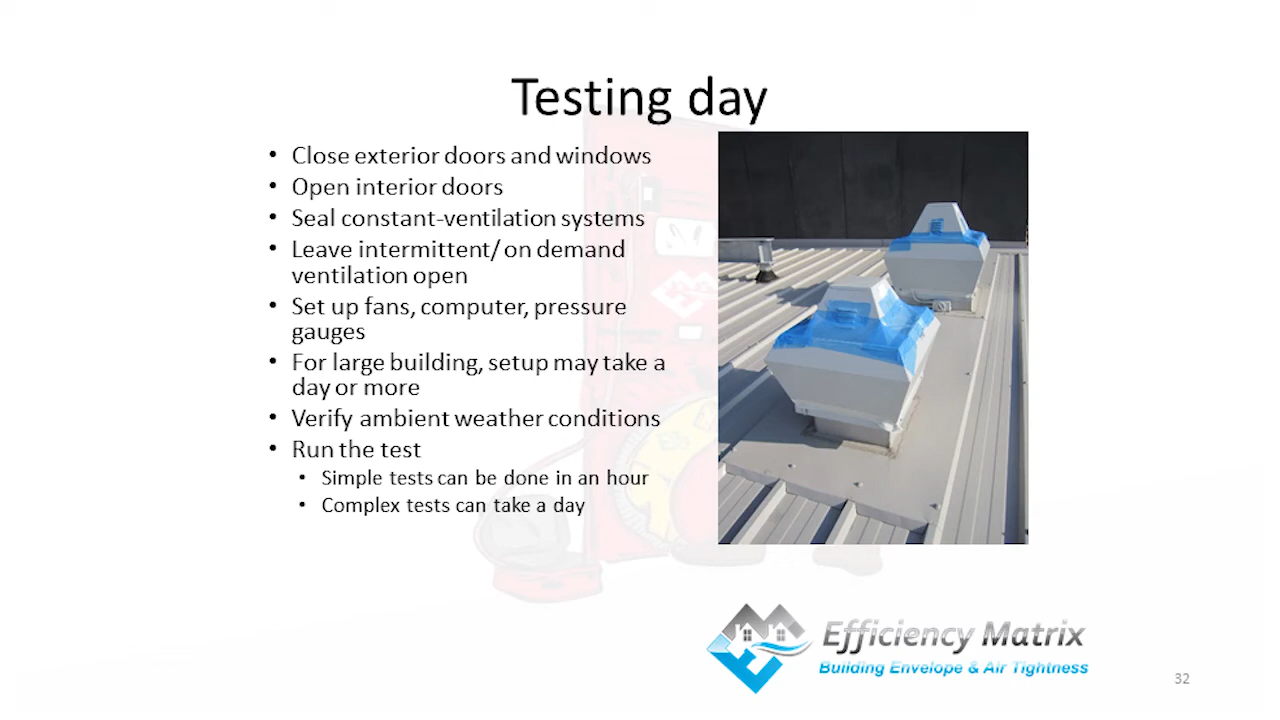 Testing day
• Close exterior doors and windows
• Open interior doors
• Seal constant-ventilation systems
• Leave intermittent/ on demand
ventilation open
• Set up fans, computer, pressure
gauges
• For large building, setup may take a
day or more
• Verify ambient weather conditions
• Run the test
• Simple tests can be done in an hour
• Complex tests can take a day
Efficiency Matrix
Building Envelope & Air Tightness
32